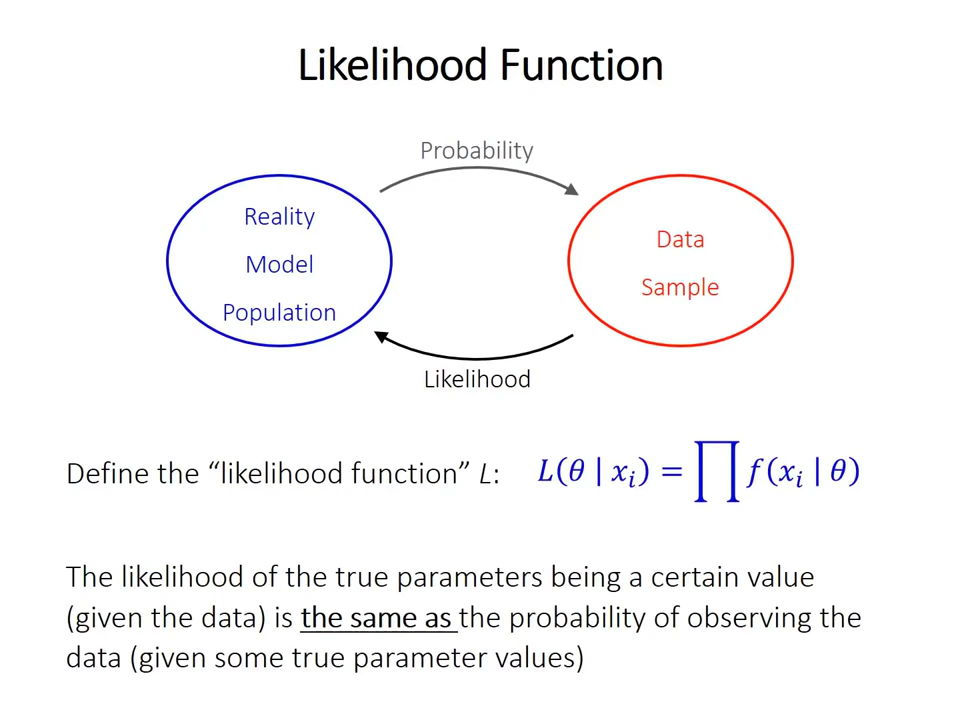 Likelihood Function
Probability
Reality
Model
Population
Data
Sample
Likelihood
Define the “likelihood function” L: L(θ | xᵢ) = ∏ f(xᵢ | θ)
The likelihood of the true parameters being a certain value
(given the data) is the same as the probability of observing the
data (given some true parameter values)